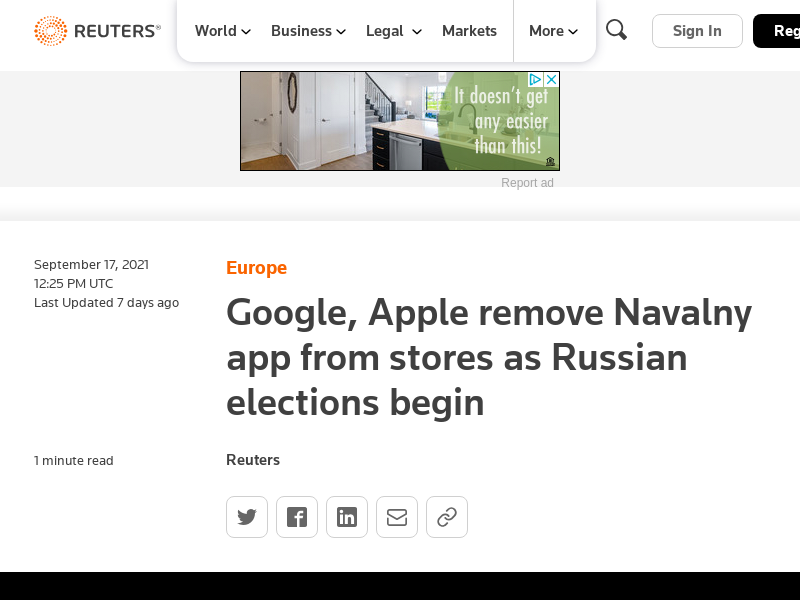 REUTERS®
World
Business
Legal
Markets
More
Sign In
Reg
It doesn't get
any easier
than this!
Report ad
September 17, 2021
12:25 PM UTC
Last Updated 7 days ago
Europe
Google, Apple remove Navalny
app from stores as Russian
elections begin
1 minute read
Reuters